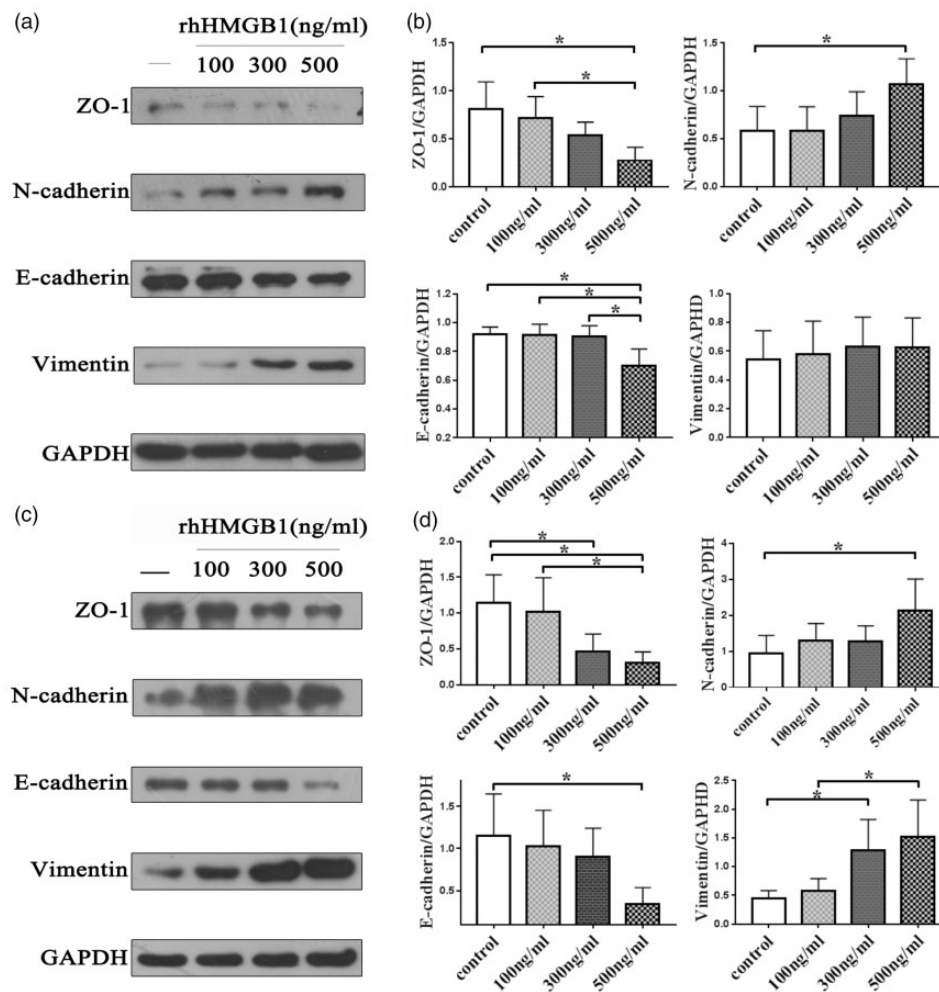 (a)
rhHMGB1(ng/ml)
— 100 300 500
ZO-1
N-cadherin
E-cadherin
Vimentin
GAPDH
(b)
ZO-1/GAPDH
1.5
1.0
0.5
0.0
* *
control 100ng/ml 300ng/ml 500ng/ml
N-cadherin/GAPDH
1.5
1.0
0.5
0.0
*
control 100ng/ml 300ng/ml 500ng/ml
E-cadherin/GAPDH
1.2
1.0
0.8
0.6
0.4
0.2
* * *
control 100ng/ml 300ng/ml 500ng/ml
Vimentin/GAPHD
1.0
0.8
0.6
0.4
0.2
0.0
control 100ng/ml 300ng/ml 500ng/ml
(c)
rhHMGB1(ng/ml)
— 100 300 500
ZO-1
N-cadherin
E-cadherin
Vimentin
GAPDH
(d)
ZO-1/GAPDH
2.0
1.5
1.0
0.5
0.0
* * *
control 100ng/ml 300ng/ml 500ng/ml
N-cadherin/GAPDH
4
3
2
1
0
*
control 100ng/ml 300ng/ml 500ng/ml
E-cadherin/GAPDH
1.5
1.0
0.5
*
control 100ng/ml 300ng/ml 500ng/ml
Vimentin/GAPHD
2.5
2.0
1.5
1.0
0.5
0.0
* *
control 100ng/ml 300ng/ml 500ng/ml